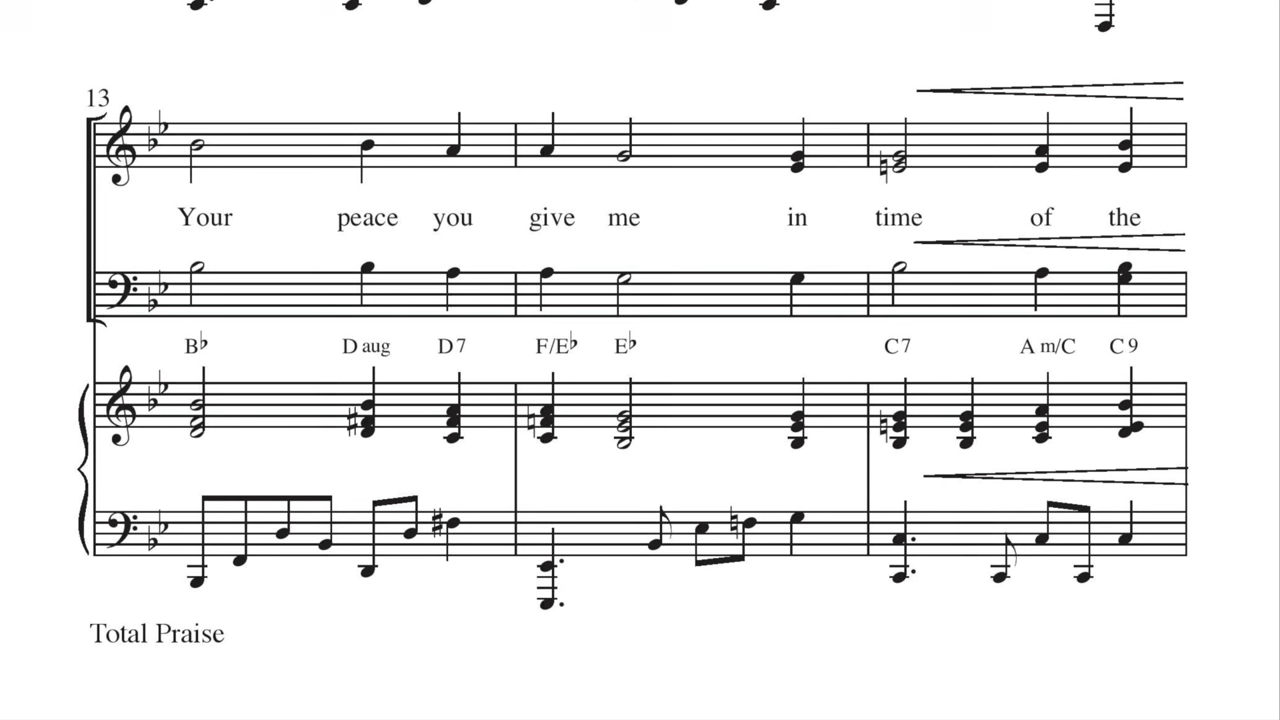 13
Your peace you give me in time of the
B♭ D aug D7 F/E♭ E♭ C7 A m/C C9
Total Praise